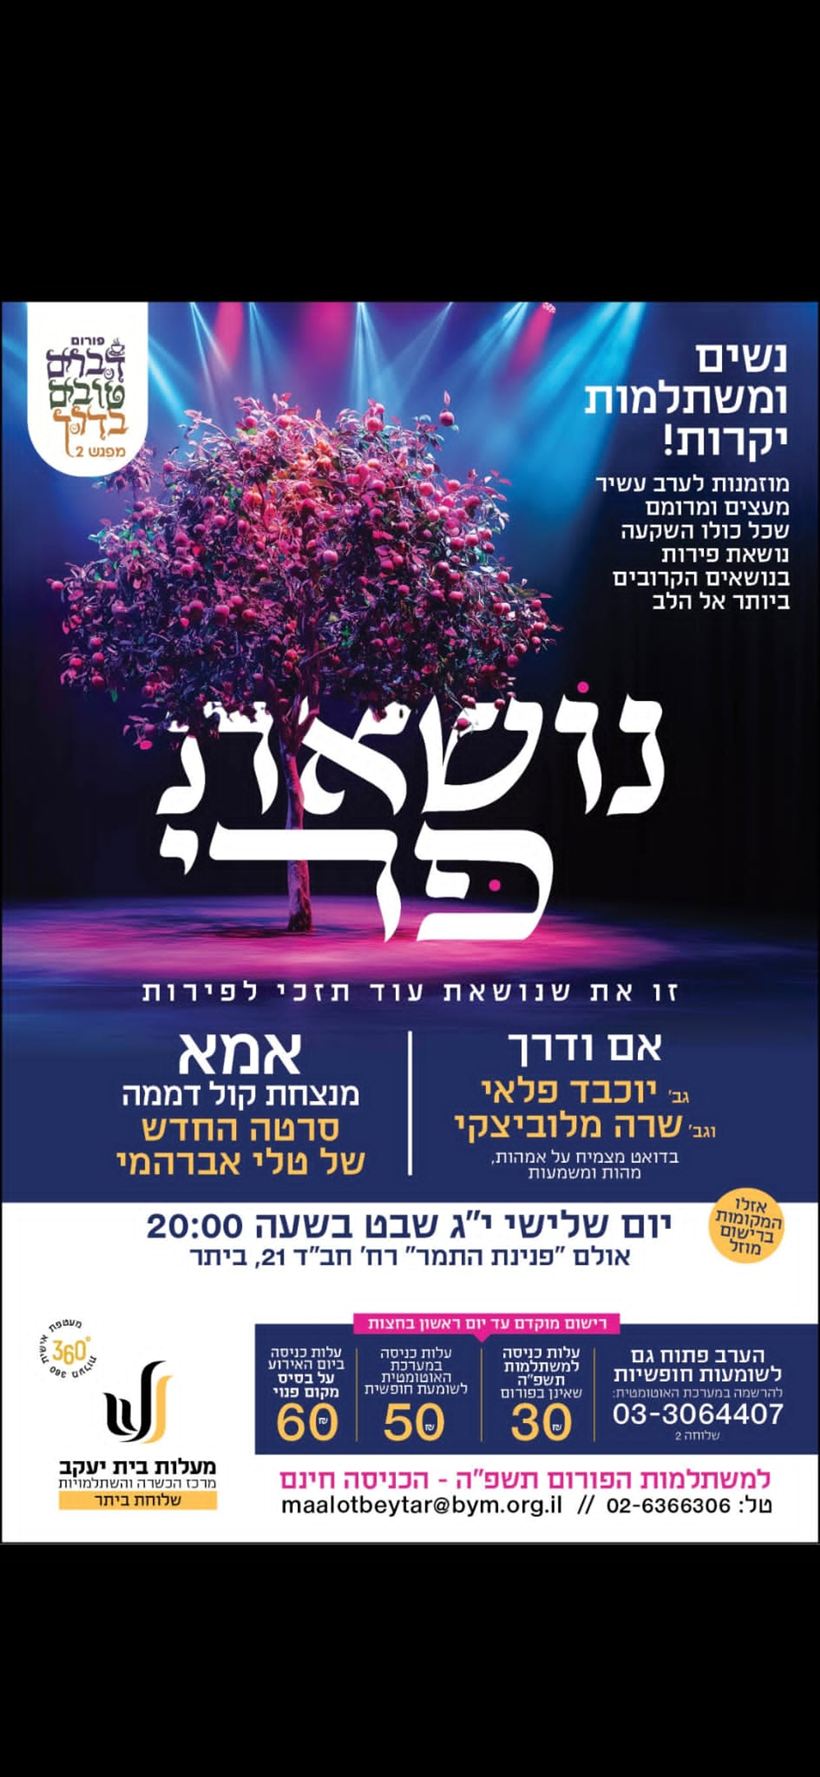 פורום
דברים
טובים
בדרך
מפגש 2
נשים
ומשתלמות
יקרות!
מוזמנות לערב עשיר
מעצים ומרומם
שכל כולו השקעה
נושאת פירות
בנושאים הקרובים
ביותר אל הלב
נושאת
פרי
זו את שנושאת עוד תזכי לפירות
אם ודרך
גב' יוכבד פלאי
וגב' שרה מלוביצקי
בדואט מצמיח על אמהות,
מהות ומשמעות
אמא
מנצחת קול דממה
סרטה החדש
של טלי אברהמי
יום שלישי י"ג שבט בשעה 20:00
אולם "פנינת התמר" רח' חב"ד 21, ביתר
אזלו
המקומות
ברישום
מוזל
רישום מוקדם עד יום ראשון בחצות
הערב פתוח גם
לשומעות חופשיות
להרשמה במערכת האוטומטית:
03-3064407
שלוחה 2
עלות כניסה
למשתלמות
תשפ"ה
שאינן בפורום
30 ₪
עלות כניסה
במערכת
האוטומטית
לשומעת חופשית
50 ₪
עלות כניסה
ביום האירוע
על בסיס
מקום פנוי
60 ₪
למשתלמות הפורום תשפ"ה - הכניסה חינם
טל: 02-6366306 // maalotbeytar@bym.org.il
מעטפת אישית 360 מעלות
360°
מעלות בית יעקב
מרכז הכשרה והשתלמויות
שלוחת ביתר